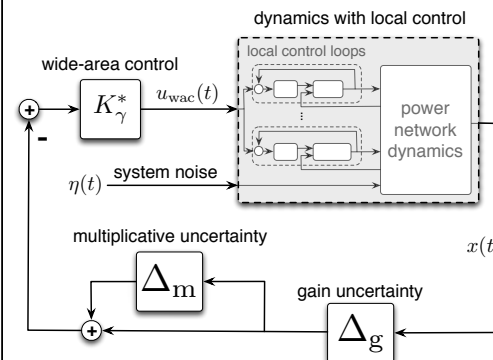 dynamics with local control
local control loops
wide-area control
+
K*γ
u_wac(t)
power
network
dynamics
-
η(t)
system noise
multiplicative uncertainty
x(t
Δm
gain uncertainty
+
Δg